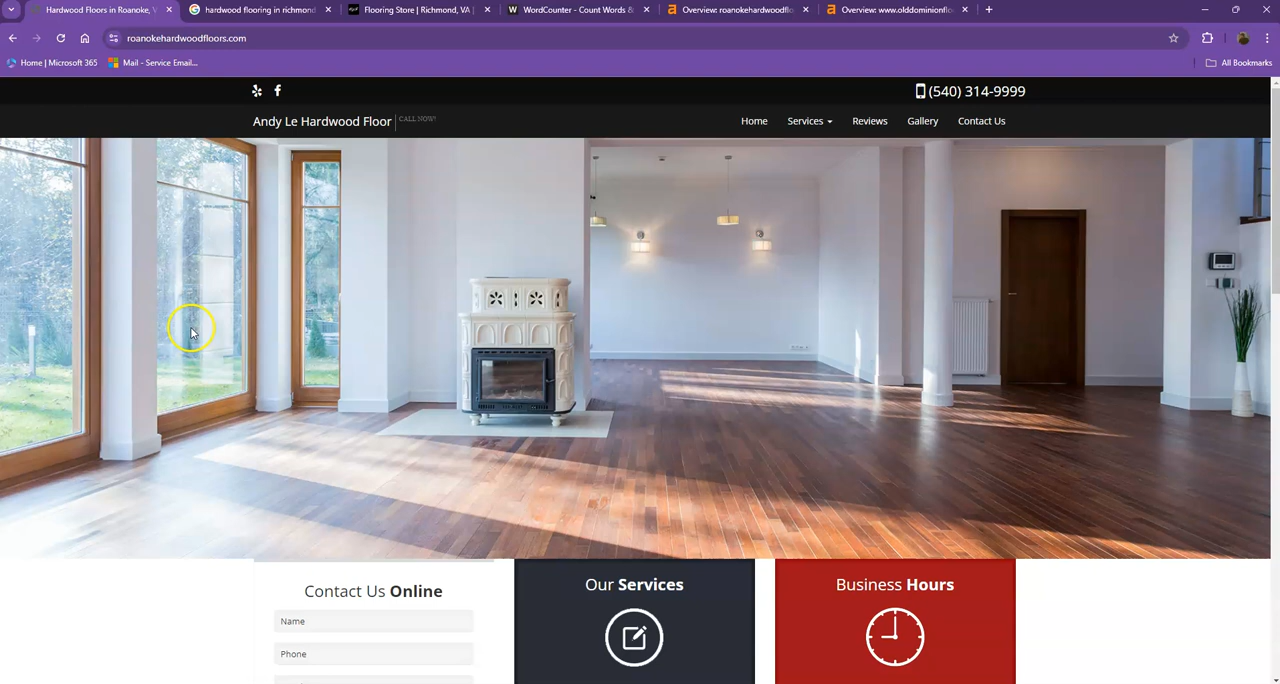 Hardwood Floors in Roanoke, V
hardwood flooring in richmond
Flooring Store | Richmond, VA |
WordCounter - Count Words &
Overview: roanokehardwoodflo
Overview: www.olddominionflo
roanokehardwoodfloors.com
Home | Microsoft 365
Mail - Service Email...
All Bookmarks
(540) 314-9999
Andy Le Hardwood Floor
CALL NOW!
Home
Services
Reviews
Gallery
Contact Us
Contact Us Online
Name
Phone
Our Services
Business Hours